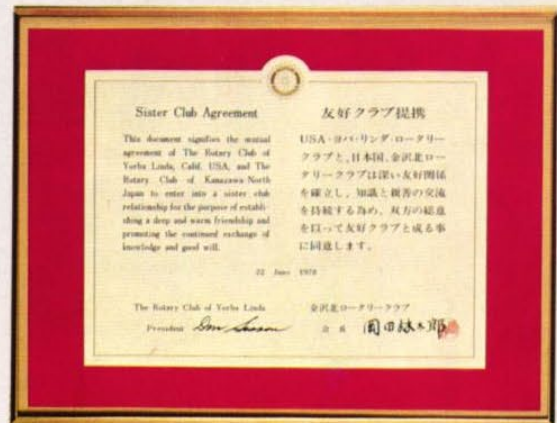 Sister Club Agreement
This document signifies the mutual
agreement of The Rotary Club of
Yorba Linda, Calif. USA, and The
Rotary Club of Kanazawa-North
Japan to enter into a sister club
relationship for the purpose of establi-
shing a deep and warm friendship and
promoting the continued exchange of
knowledge and good will.
友好クラブ提携
USA・ヨバ・リンダ・ロータリー
クラブと、日本国、金沢北ロー
タリークラブは深い友好関係
を確立し、知識と親善の交流
を持続する為め、双方の総意
を以って友好クラブと成る事
に同意します。
22 June 1978
The Rotary Club of Yorba Linda
President Don
金沢北ロータリークラブ
会長 岡田 太郎